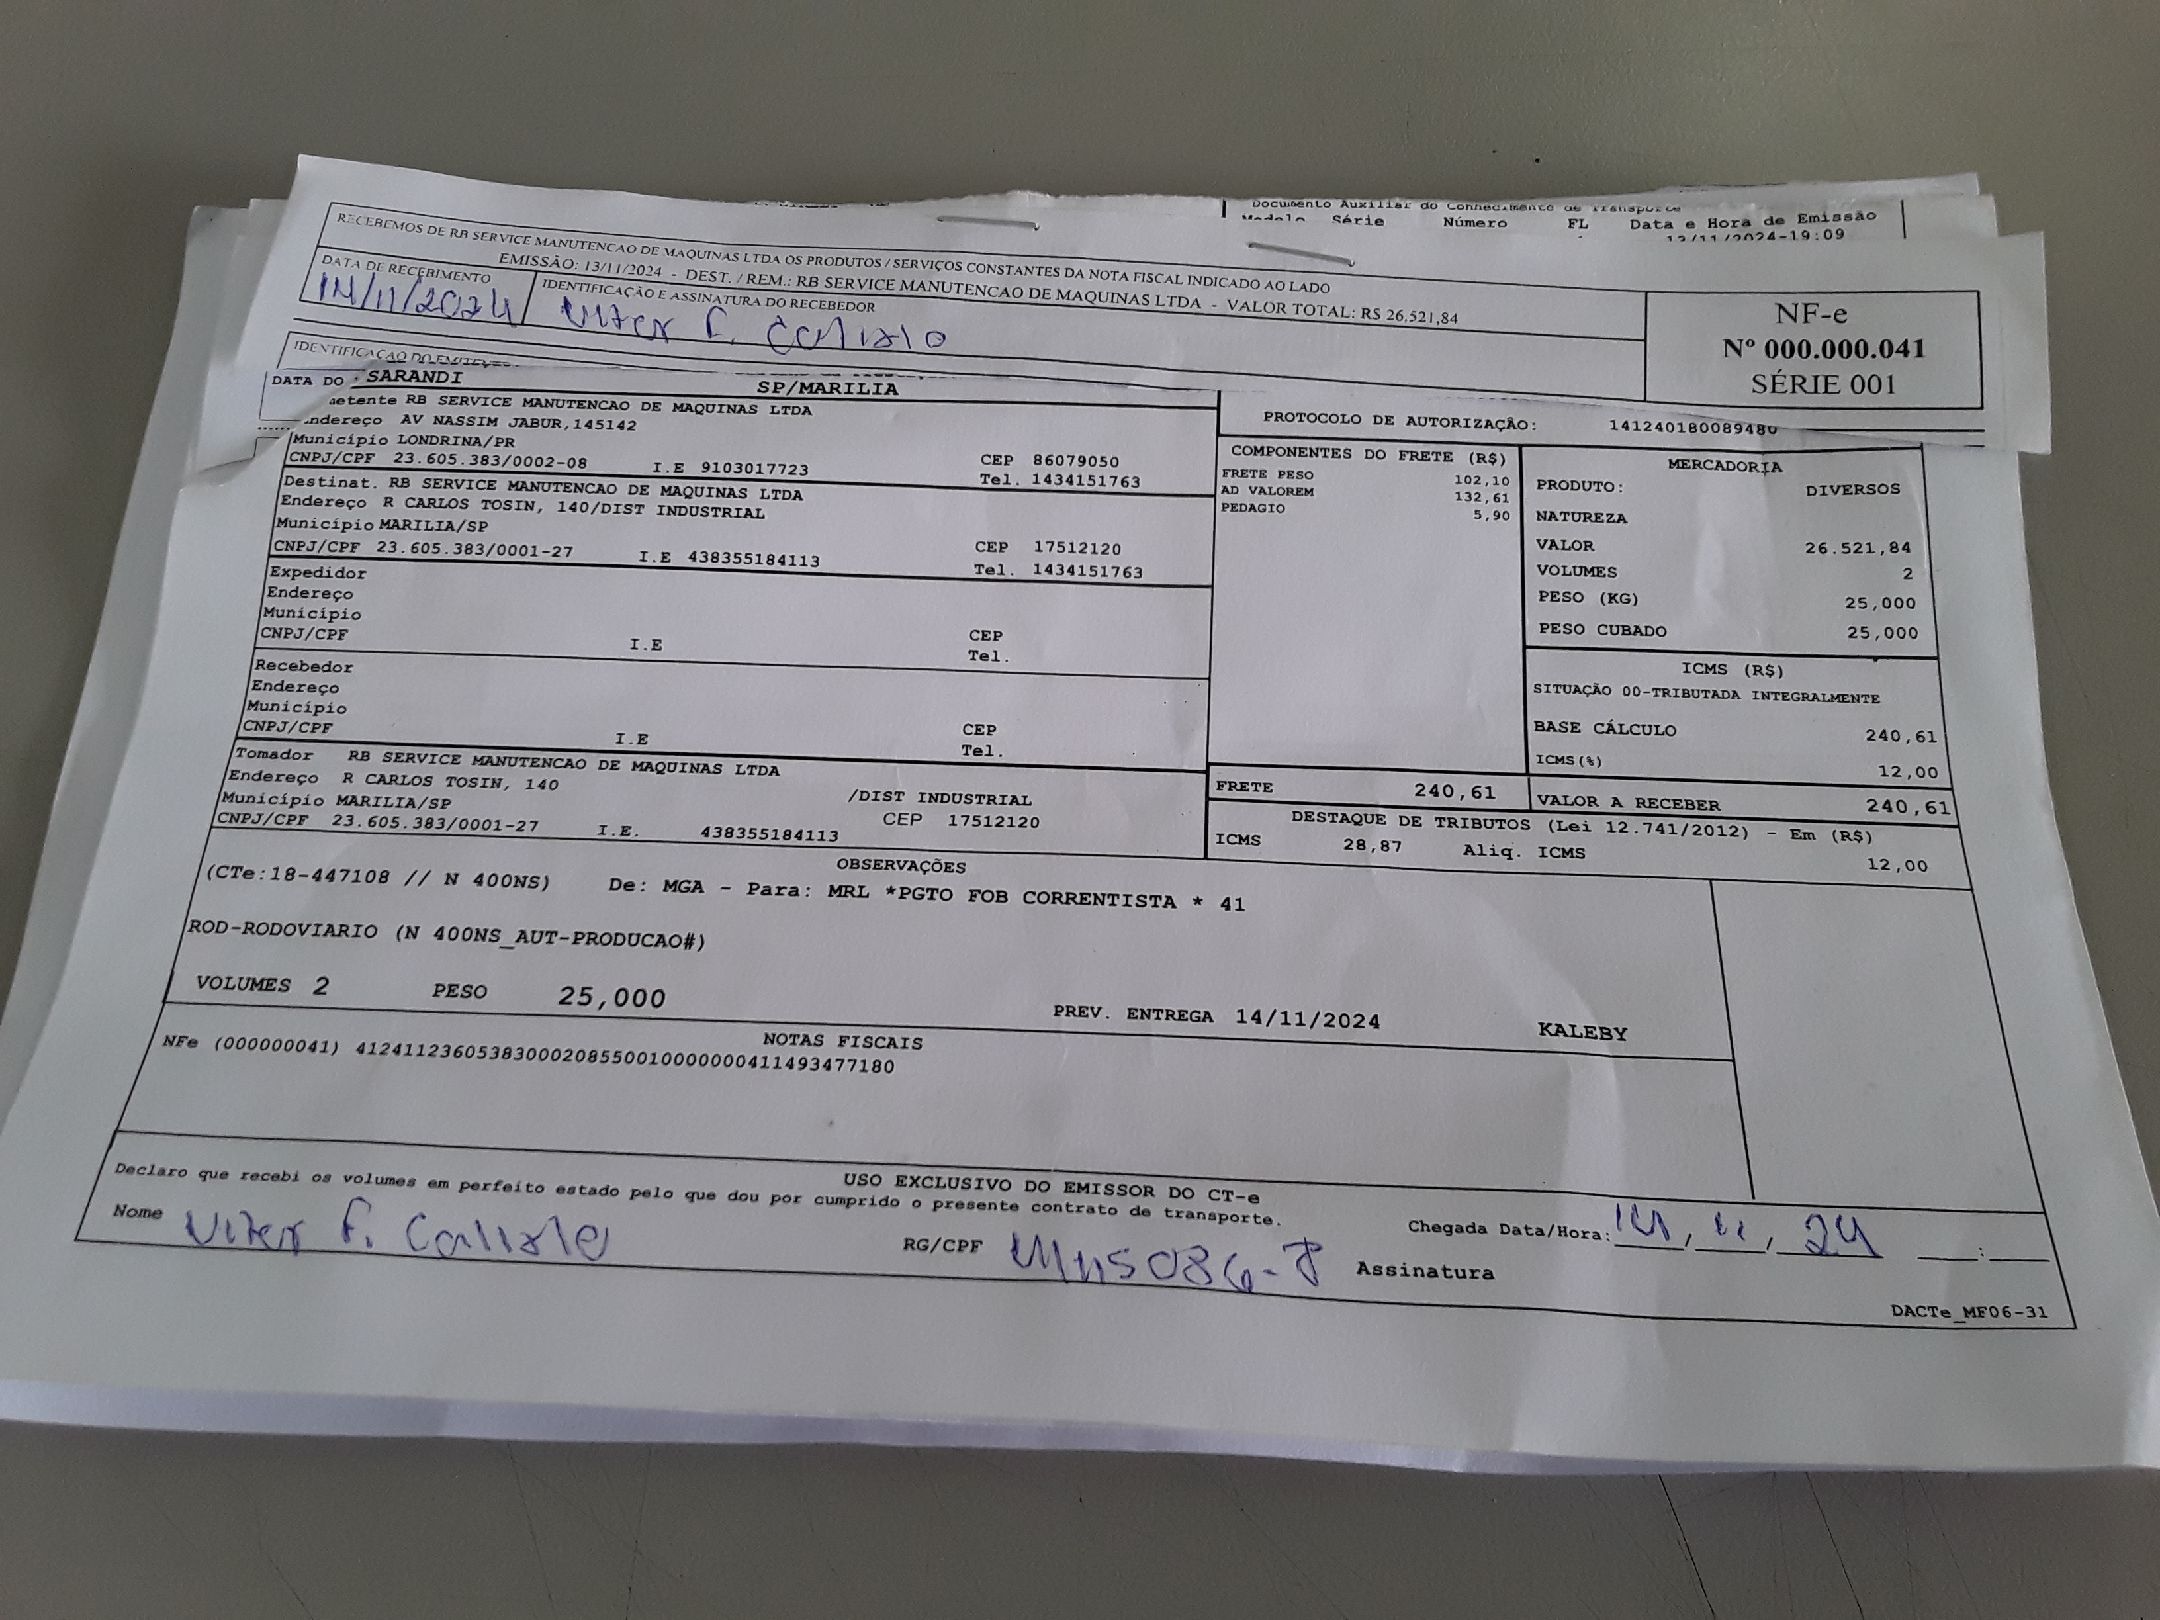 Documento Auxiliar do Conhecimento de Transporte
Modelo Série Número FL Data e Hora de Emissão
13/11/2024-19:09
RECEBEMOS DE RB SERVICE MANUTENCAO DE MAQUINAS LTDA OS PRODUTOS / SERVIÇOS CONSTANTES DA NOTA FISCAL INDICADO AO LADO
EMISSÃO: 13/11/2024 - DEST. / REM.: RB SERVICE MANUTENCAO DE MAQUINAS LTDA - VALOR TOTAL: R$ 26.521,84
DATA DE RECEBIMENTO IDENTIFICAÇÃO E ASSINATURA DO RECEBEDOR
14/11/2024
NF-e
Nº 000.000.041
SÉRIE 001
IDENTIFICAÇÃO DO EMITENTE
DATA DO SARANDI SP/MARILIA
metente RB SERVICE MANUTENCAO DE MAQUINAS LTDA
ndereço AV NASSIM JABUR,145142
Município LONDRINA/PR
CNPJ/CPF 23.605.383/0002-08 I.E 9103017723 CEP 86079050
Tel. 1434151763
Destinat. RB SERVICE MANUTENCAO DE MAQUINAS LTDA
Endereço R CARLOS TOSIN, 140/DIST INDUSTRIAL
Município MARILIA/SP
CNPJ/CPF 23.605.383/0001-27 I.E 438355184113 CEP 17512120
Tel. 1434151763
Expedidor
Endereço
Município
CNPJ/CPF I.E CEP
Tel.
Recebedor
Endereço
Município
CNPJ/CPF I.E CEP
Tel.
Tomador RB SERVICE MANUTENCAO DE MAQUINAS LTDA
Endereço R CARLOS TOSIN, 140 /DIST INDUSTRIAL
Município MARILIA/SP CEP 17512120
CNPJ/CPF 23.605.383/0001-27 I.E. 438355184113
PROTOCOLO DE AUTORIZAÇÃO: 141240180089480
COMPONENTES DO FRETE (R$)
FRETE PESO 102,10
AD VALOREM 132,61
PEDAGIO 5,90
MERCADORIA
PRODUTO: DIVERSOS
NATUREZA
VALOR 26.521,84
VOLUMES 2
PESO (KG) 25,000
PESO CUBADO 25,000
ICMS (R$)
SITUAÇÃO 00-TRIBUTADA INTEGRALMENTE
BASE CÁLCULO 240,61
ICMS(%) 12,00
FRETE 240,61 VALOR A RECEBER 240,61
DESTAQUE DE TRIBUTOS (Lei 12.741/2012) - Em (R$)
ICMS 28,87 Aliq. ICMS 12,00
OBSERVAÇÕES
(CTe:18-447108 // N 400NS) De: MGA - Para: MRL *PGTO FOB CORRENTISTA * 41
ROD-RODOVIARIO (N 400NS_AUT-PRODUCAO#)
VOLUMES 2 PESO 25,000 PREV. ENTREGA 14/11/2024 KALEBY
NOTAS FISCAIS
NFe (000000041) 41241123605383000208550010000000411493477180
USO EXCLUSIVO DO EMISSOR DO CT-e
Declaro que recebi os volumes em perfeito estado pelo que dou por cumprido o presente contrato de transporte.
Nome RG/CPF Assinatura
Chegada Data/Hora: 14, 11, 24 :
DACTe_MF06-31